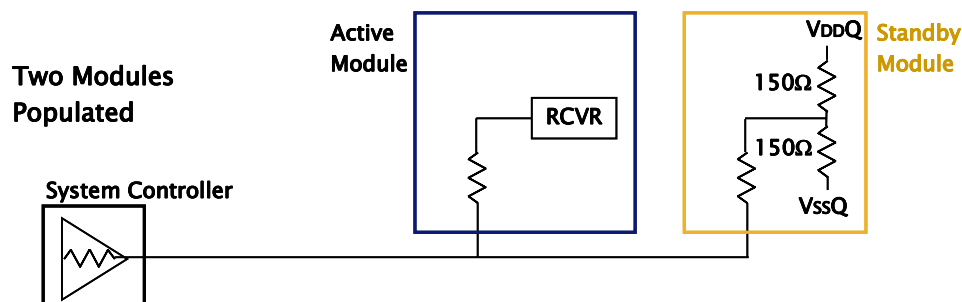 Two Modules
Populated
System Controller
Active
Module
RCVR
VDDQ
150Ω
150Ω
VSSQ
Standby
Module